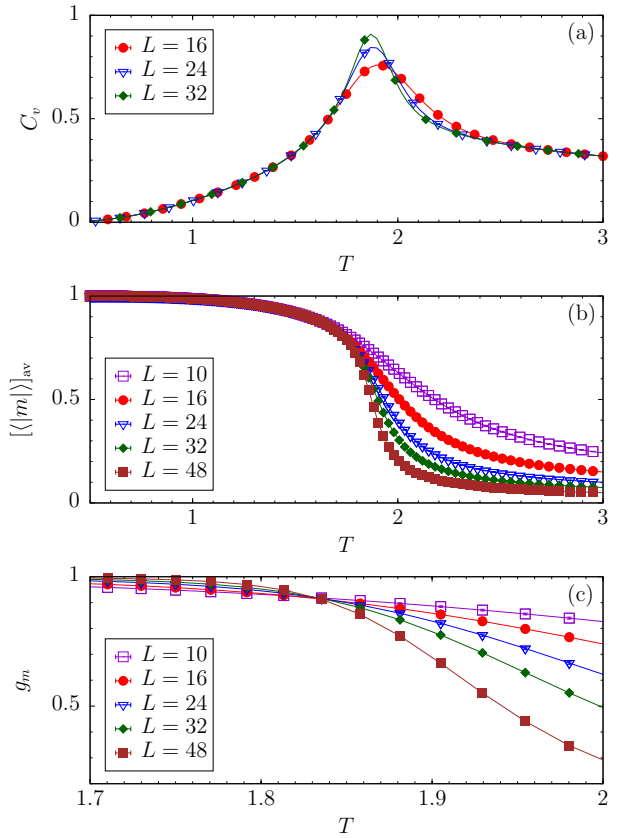 (a)
L = 16
L = 24
L = 32
C_v
1
0.5
0
1 2 3
T
(b)
L = 10
L = 16
L = 24
L = 32
L = 48
[⟨|m|⟩]_av
1
0.5
0
1 2 3
T
(c)
L = 10
L = 16
L = 24
L = 32
L = 48
g_m
1
0.5
1.7 1.8 1.9 2
T